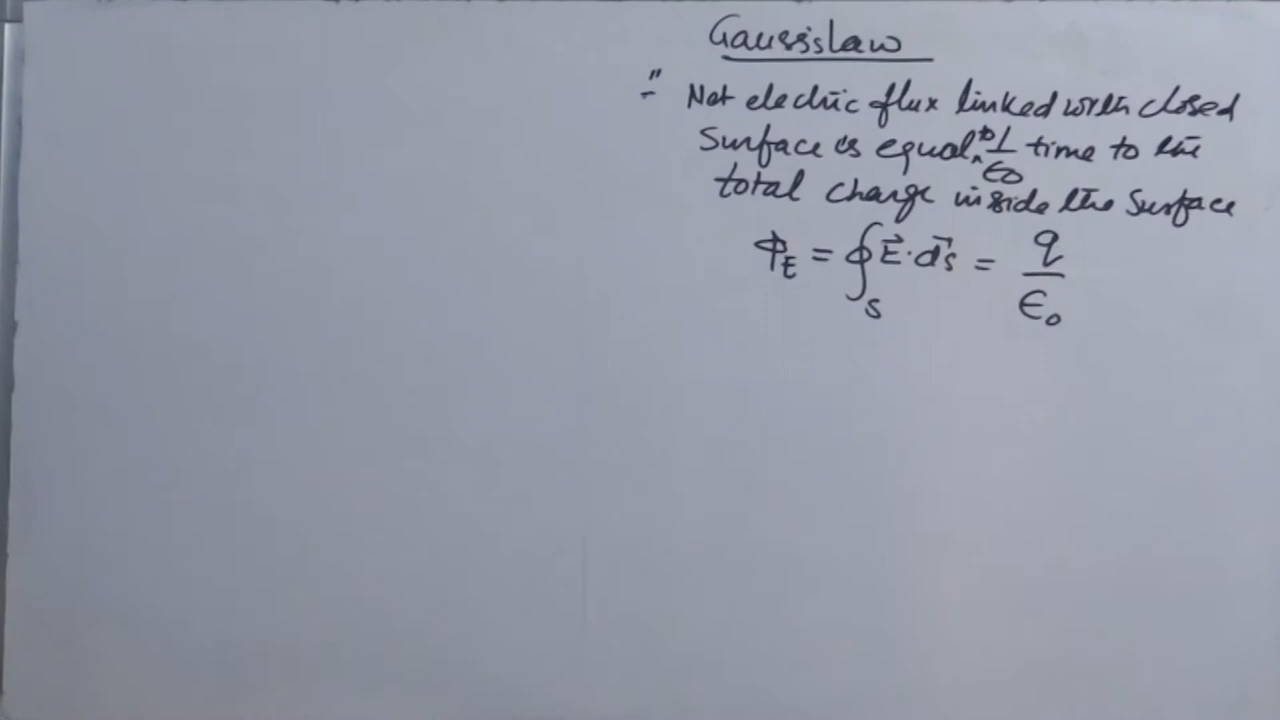 Gauss's Law
:-" Net electric flux linked with closed
Surface is equal to 1/ϵ0 time to the
total charge inside the Surface
ϕ_E = ∮_S E⃗·ds⃗ = q/ϵ₀